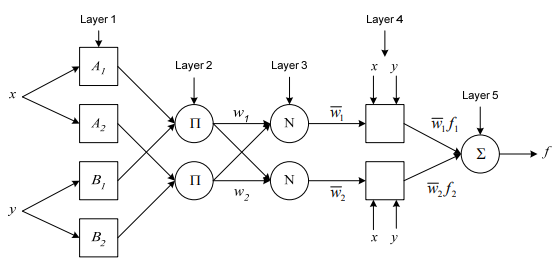 Layer 1
Layer 4
Layer 2
Layer 3
x y
Layer 5
A₁
x
w₁
w̅₁
w̅₁f₁
Π
N
A₂
Σ
f
B₁
Π
N
w₂
w̅₂
w̅₂f₂
y
B₂
x y